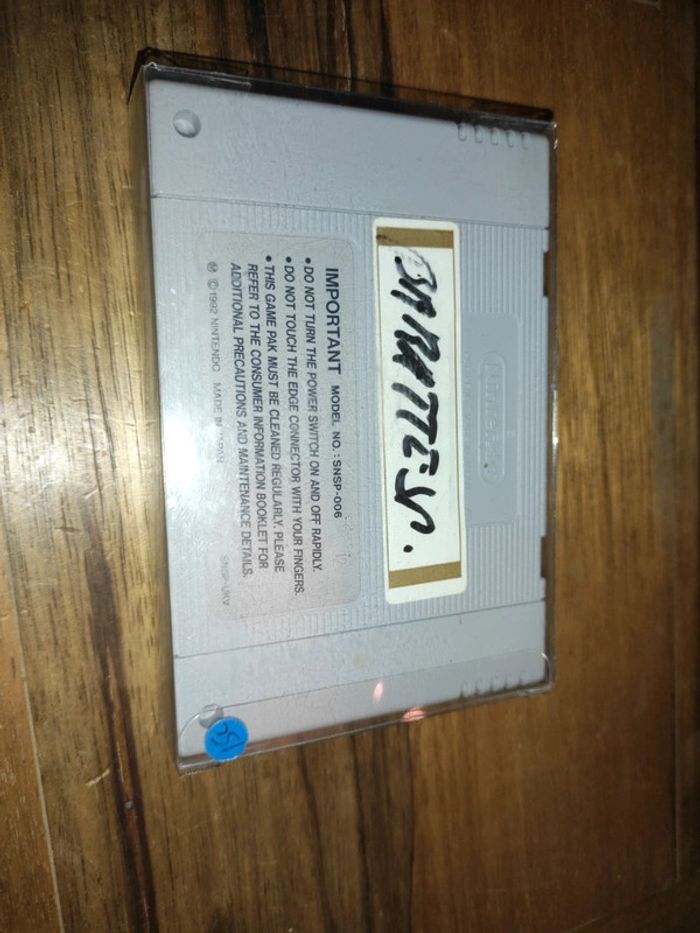 Nintendo
IMPORTANT MODEL NO.: SNSP-006
• DO NOT TURN THE POWER SWITCH ON AND OFF RAPIDLY.
• DO NOT TOUCH THE EDGE CONNECTOR WITH YOUR FINGERS.
• THIS GAME PAK MUST BE CLEANED REGULARLY. PLEASE
REFER TO THE CONSUMER INFORMATION BOOKLET FOR
ADDITIONAL PRECAUTIONS AND MAINTENANCE DETAILS.
Ⓜ © 1992 NINTENDO MADE IN JAPAN
SNSP-UKV